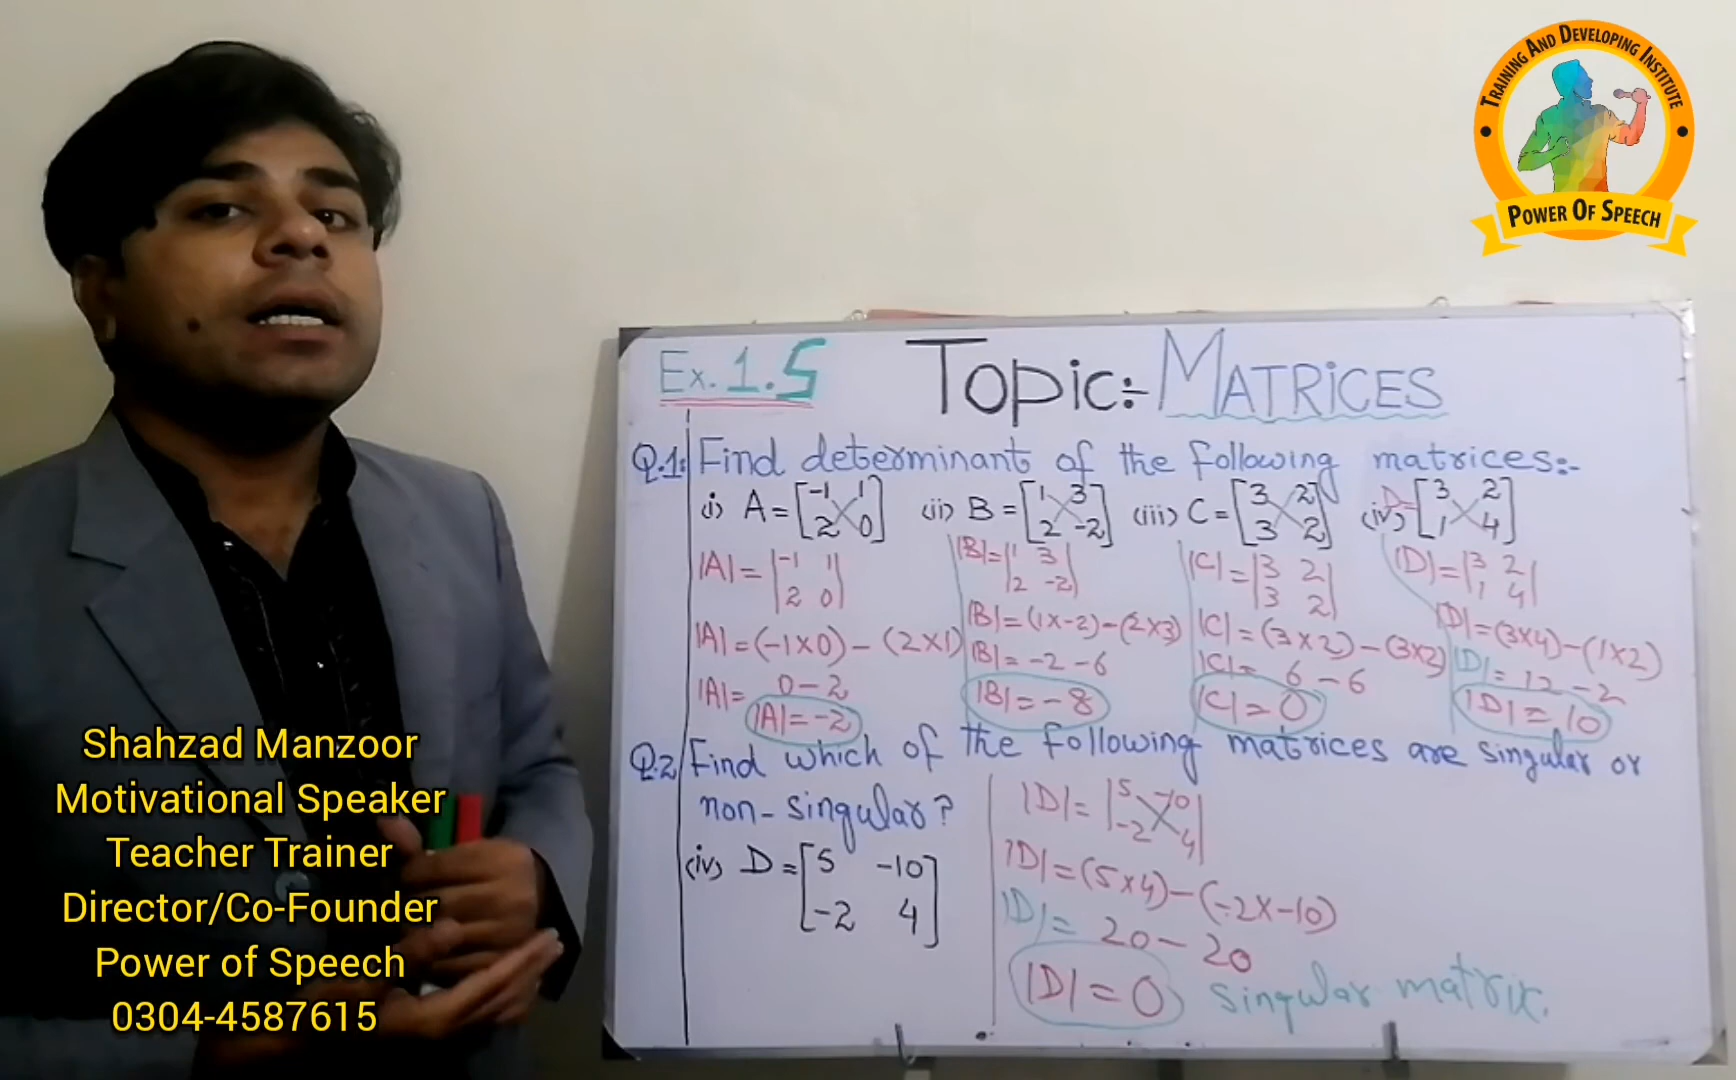 TRAINING AND DEVELOPING INSTITUTE
POWER OF SPEECH
Ex. 1.5
Topic:- MATRICES
Q.1: Find determinant of the following matrices:-
(i) A = [-1 1 (ii) B = [1 3] (iii) C = [3 2] (iv) D = [3 2]
2 0] 2 -2] 3 2] 1 4]
|A| = |-1 1 |B| = |1 3| |C| = |3 2| |D| = |3 2|
2 0| |2 -2| 3 2| 1 4|
|A| = (-1×0) - (2×1) |B| = (1×-2) - (2×3) |C| = (3×2) - (3×2) |D| = (3×4) - (1×2)
|A| = 0-2 |B| = -2 -6 |C| = 6 - 6 |D| = 12 - 2
|A| = -2 |B| = -8 |C| = 0 |D| = 10
Q.2 Find which of the following matrices are singular or
non-singular?
(iv) D = [5 -10]
[-2 4]
|D| = |5 -10|
-2 4|
|D| = (5×4) - (-2×-10)
|D| = 20 - 20
|D| = 0 singular matrix.
Shahzad Manzoor
Motivational Speaker
Teacher Trainer
Director/Co-Founder
Power of Speech
0304-4587615